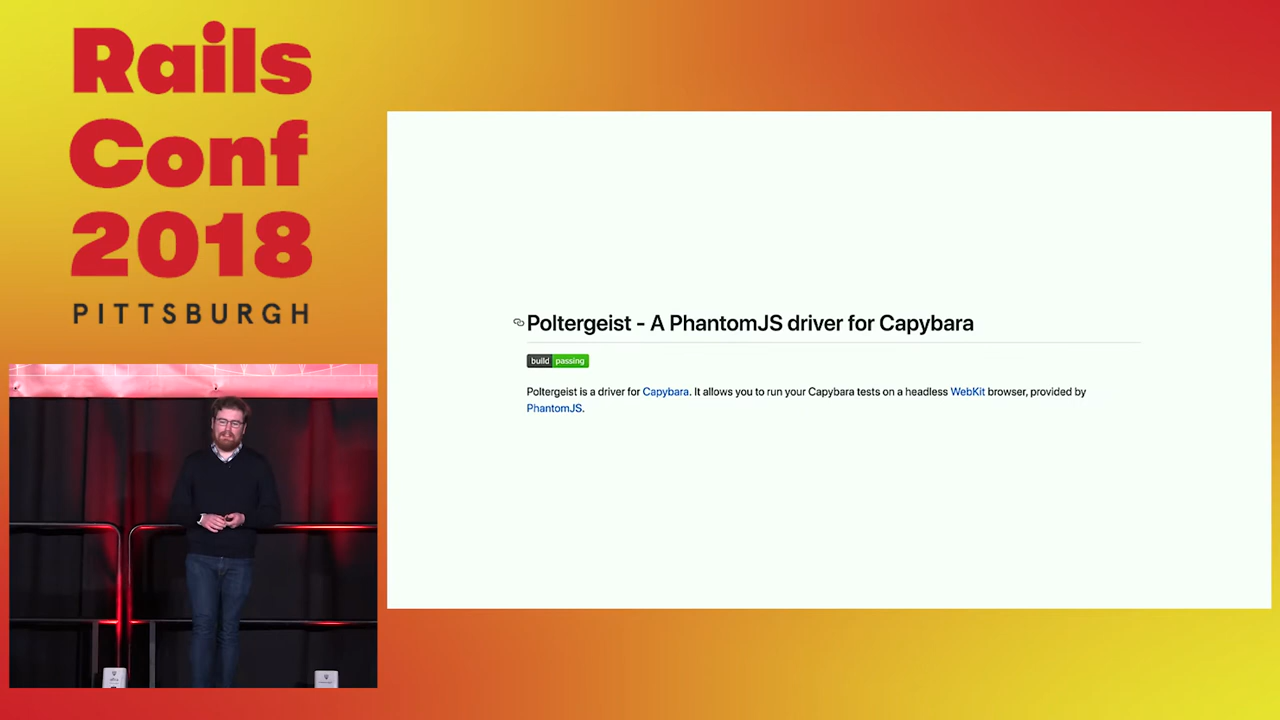 Rails
Conf
2018
PITTSBURGH
Poltergeist - A PhantomJS driver for Capybara
build passing
Poltergeist is a driver for Capybara. It allows you to run your Capybara tests on a headless WebKit browser, provided by
PhantomJS.